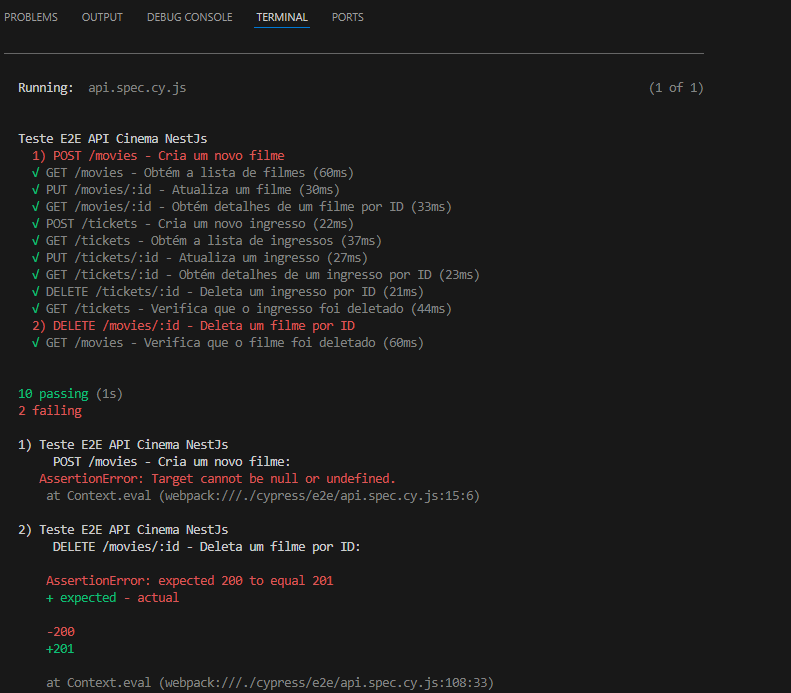 PROBLEMS OUTPUT DEBUG CONSOLE TERMINAL PORTS
Running: api.spec.cy.js (1 of 1)
Teste E2E API Cinema NestJs
1) POST /movies - Cria um novo filme
√ GET /movies - Obtém a lista de filmes (60ms)
√ PUT /movies/:id - Atualiza um filme (30ms)
√ GET /movies/:id - Obtém detalhes de um filme por ID (33ms)
√ POST /tickets - Cria um novo ingresso (22ms)
√ GET /tickets - Obtém a lista de ingressos (37ms)
√ PUT /tickets/:id - Atualiza um ingresso (27ms)
√ GET /tickets/:id - Obtém detalhes de um ingresso por ID (23ms)
√ DELETE /tickets/:id - Deleta um ingresso por ID (21ms)
√ GET /tickets - Verifica que o ingresso foi deletado (44ms)
2) DELETE /movies/:id - Deleta um filme por ID
√ GET /movies - Verifica que o filme foi deletado (60ms)
10 passing (1s)
2 failing
1) Teste E2E API Cinema NestJs
POST /movies - Cria um novo filme:
AssertionError: Target cannot be null or undefined.
at Context.eval (webpack:///./cypress/e2e/api.spec.cy.js:15:6)
2) Teste E2E API Cinema NestJs
DELETE /movies/:id - Deleta um filme por ID:
AssertionError: expected 200 to equal 201
+ expected - actual
-200
+201
at Context.eval (webpack:///./cypress/e2e/api.spec.cy.js:108:33)